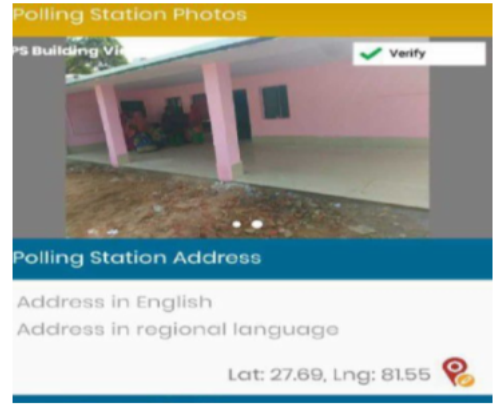 Polling Station Photos
PS Building Vie
Verify
Polling Station Address
Address in English
Address in regional language
Lat: 27.69, Lng: 81.55